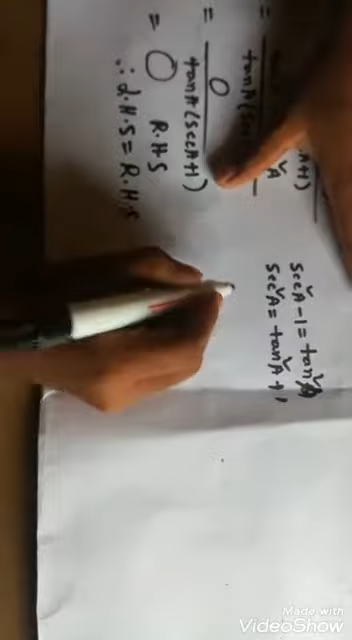 =
tanA(sec
= 0
tanA(secA+1)
= 0 R.H.S
∴ L.H.S = R.H.S
sec²A - 1 = tan²A
sec²A = tan²A + 1
Made with
VideoShow